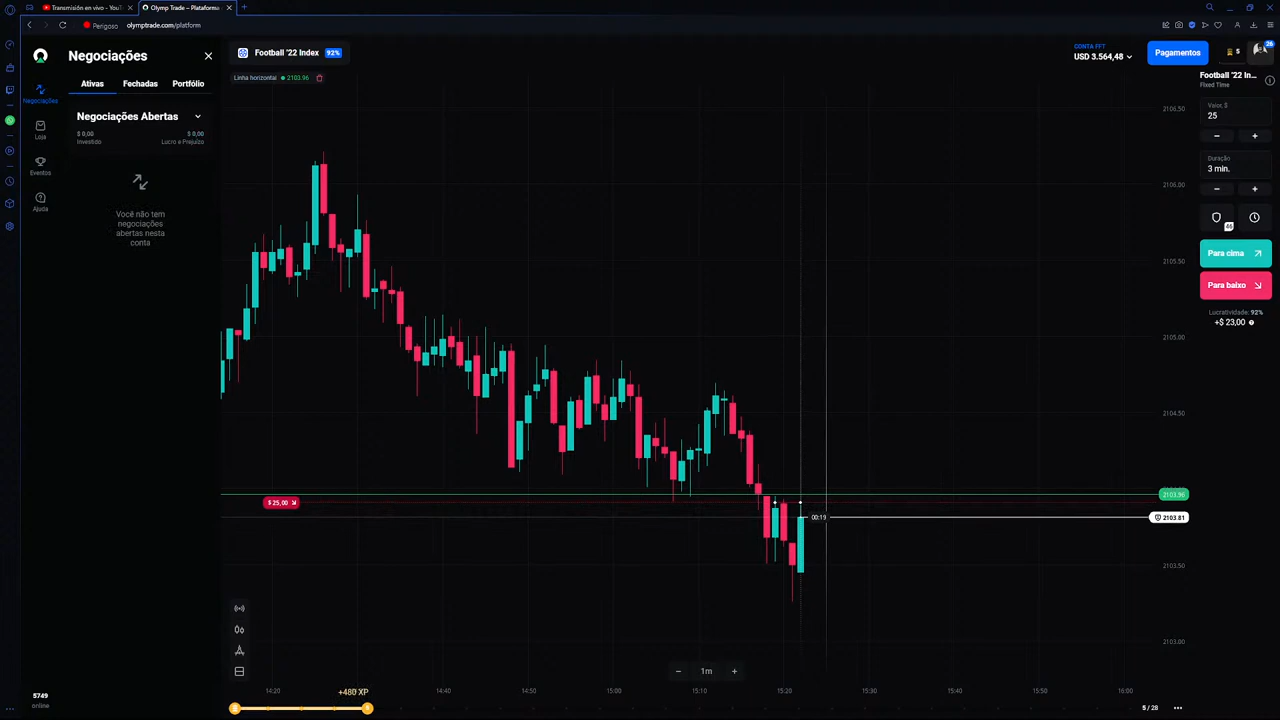 Transmisión en vivo - YouT
Olymp Trade – Plataforma
Perigoso
olymptrade.com/platform
Negociações
Football '22 Index
92%
CONTA FFT
USD 3.564,48
Pagamentos
5
26
Linha horizontal
2103.96
Negociações
Loja
Eventos
Ajuda
Ativas
Fechadas
Portfólio
Negociações Abertas
$ 0,00
$ 0,00
Investido
Lucro e Prejuízo
Você não tem
negociações
abertas nesta
conta
Football '22 In...
Fixed Time
Valor, $
25
Duração
3 min.
46
Para cima
Para baixo
Lucratividade: 92%
+$ 23,00
2106.50
2106.00
2105.50
2105.00
2104.50
2103.96
$ 25,00
00:19
2103.81
2103.50
2103.00
1m
14:20
14:40
14:50
15:00
15:10
15:20
15:30
15:40
15:50
16:00
+480 XP
5749
online
5 / 28